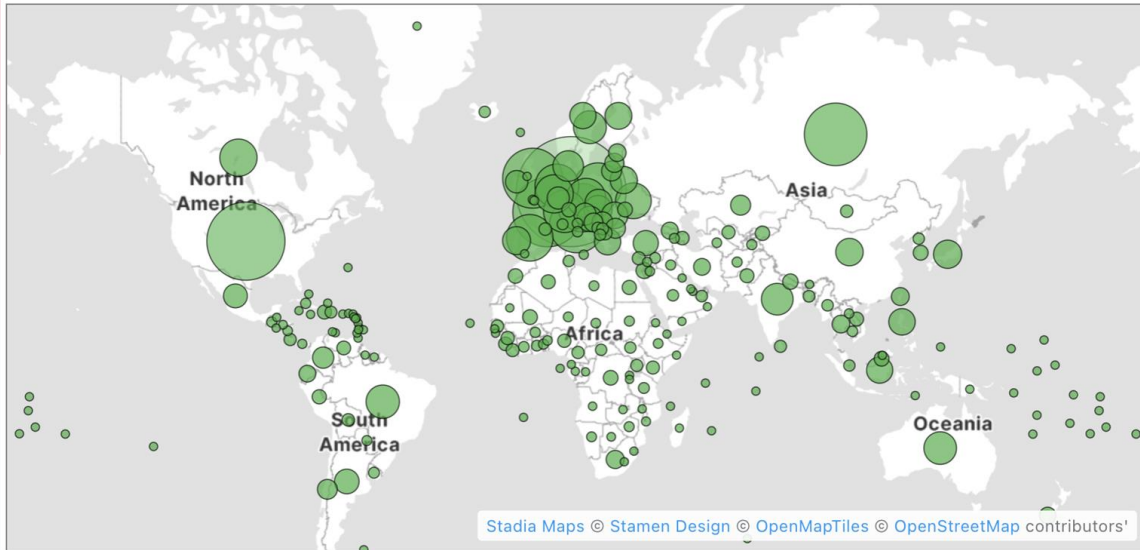 North
America
Asia
Africa
South
America
Oceania
Stadia Maps © Stamen Design © OpenMapTiles © OpenStreetMap contributors'